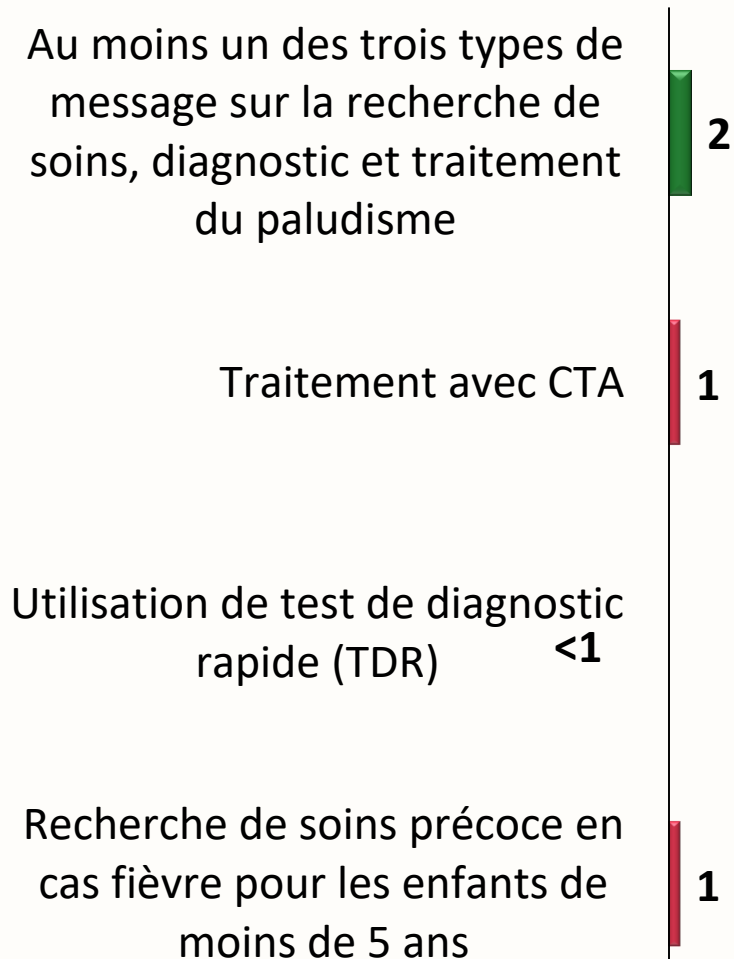 Au moins un des trois types de
message sur la recherche de
soins, diagnostic et traitement
du paludisme
2
Traitement avec CTA
1
Utilisation de test de diagnostic
rapide (TDR)
<1
Recherche de soins précoce en
cas fièvre pour les enfants de
moins de 5 ans
1